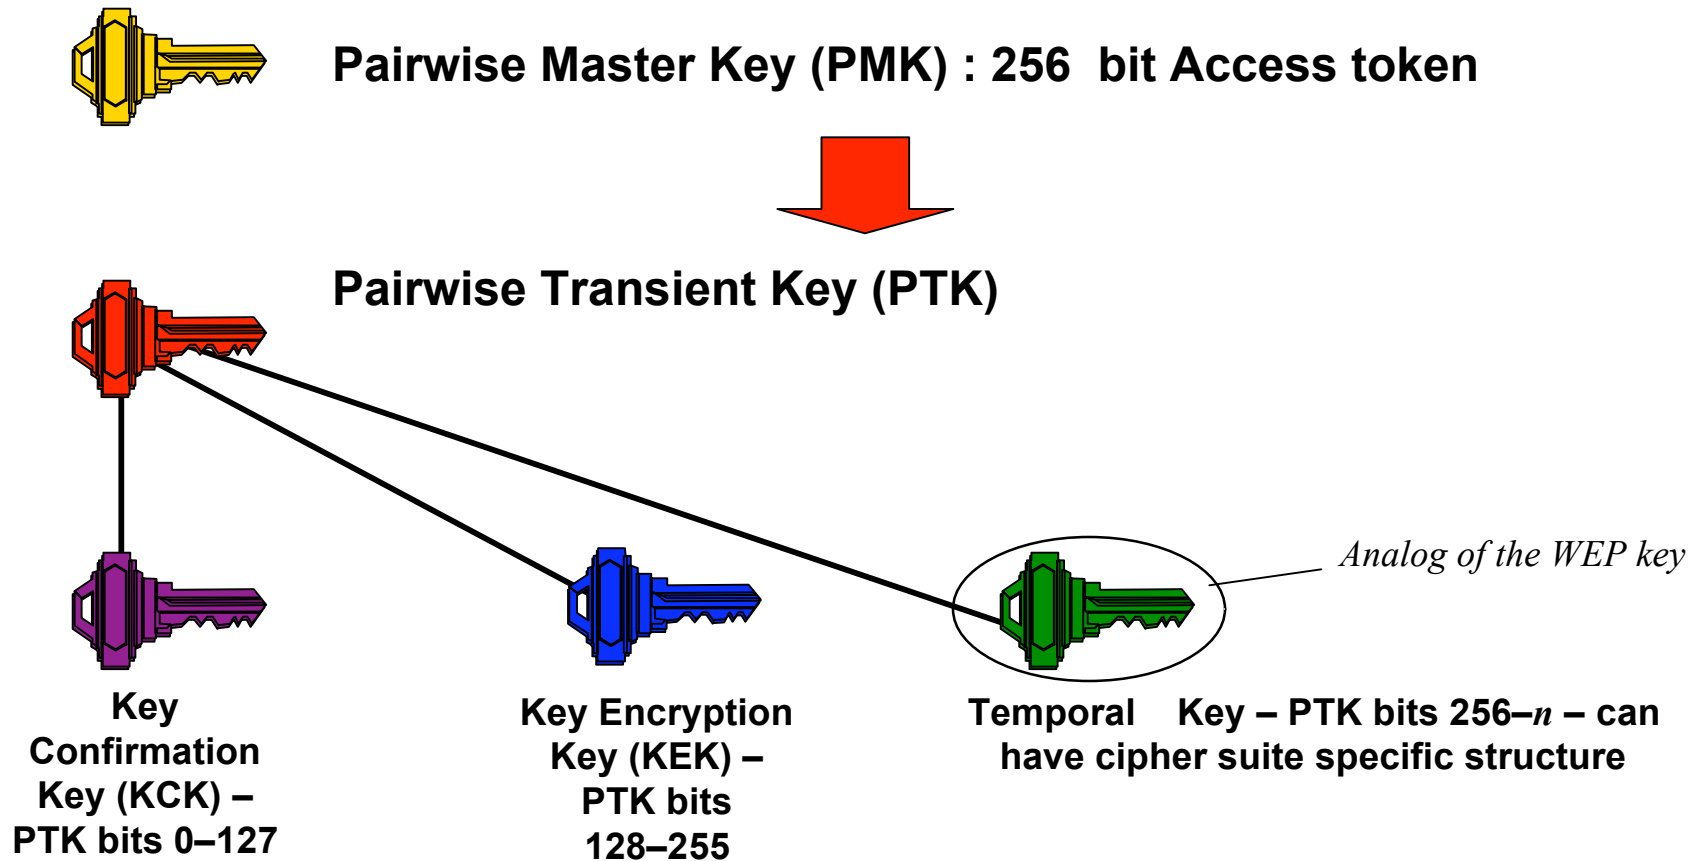 Pairwise Master Key (PMK) : 256 bit Access token
Pairwise Transient Key (PTK)
Analog of the WEP key
Key
Confirmation
Key (KCK) –
PTK bits 0–127
Key Encryption
Key (KEK) –
PTK bits
128–255
Temporal Key – PTK bits 256–n – can
have cipher suite specific structure